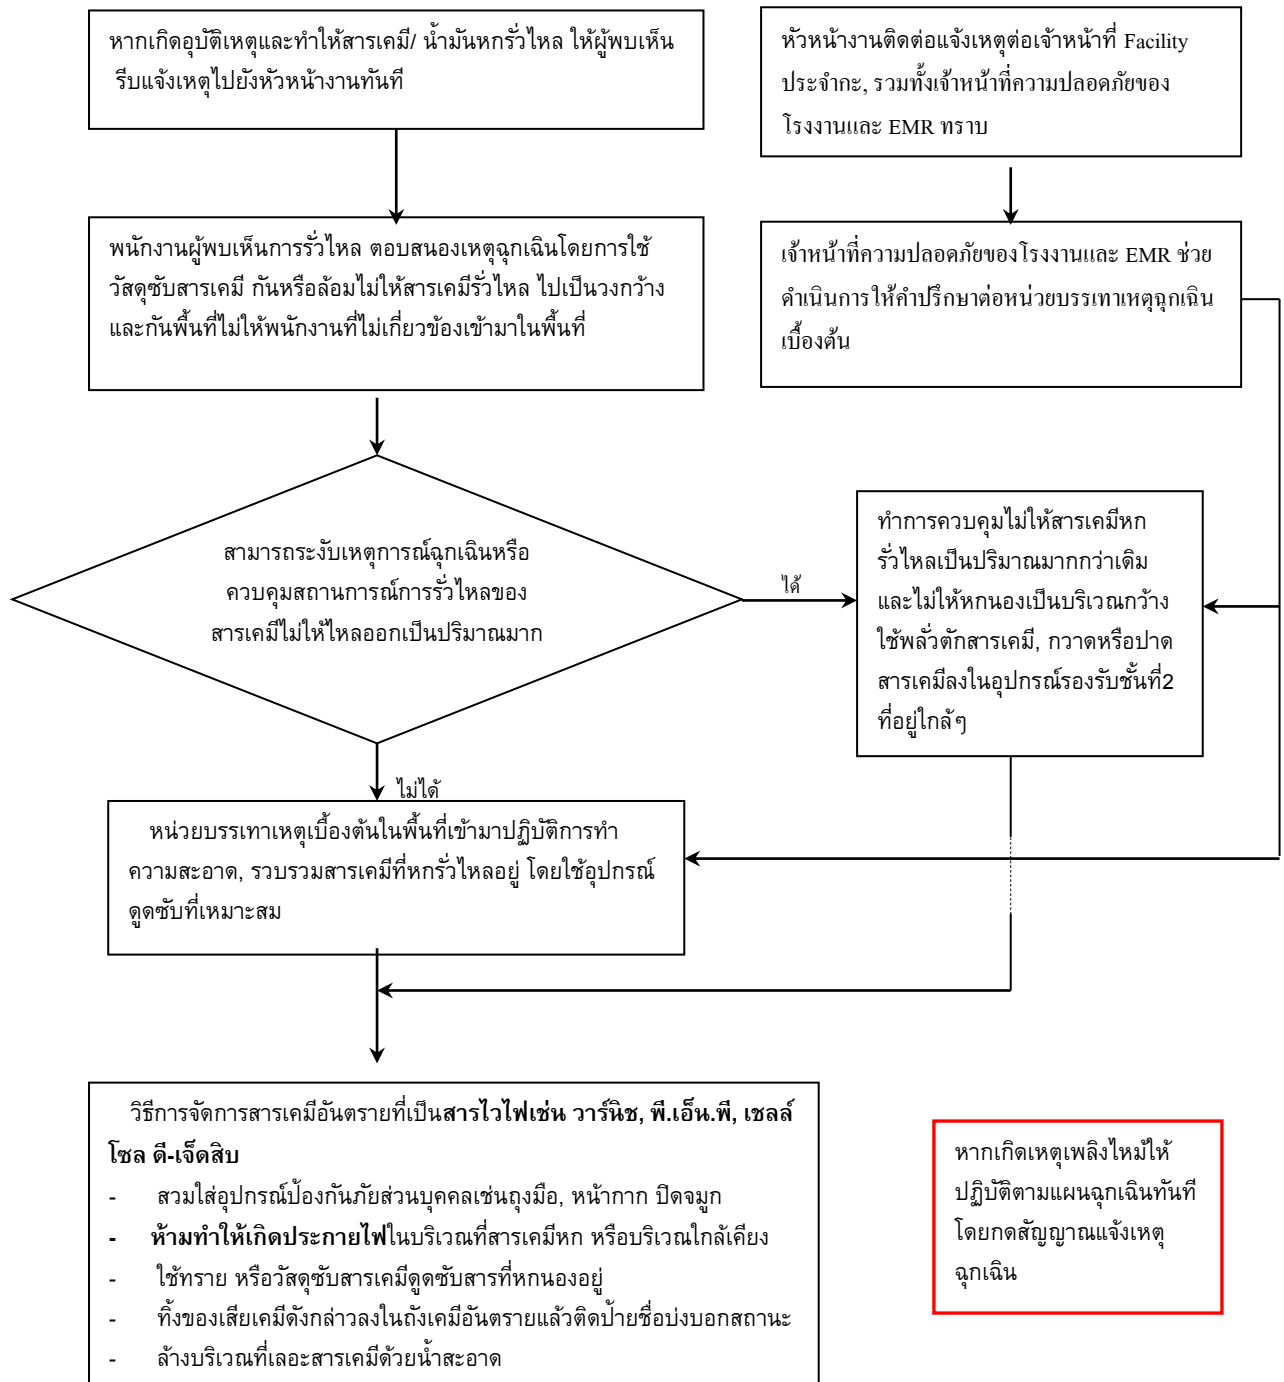 หากเกิดอุบัติเหตุและทำให้สารเคมี/ น้ำมันหกรั่วไหล ให้ผู้พบเห็น
รีบแจ้งเหตุไปยังหัวหน้างานทันที
หัวหน้างานติดต่อแจ้งเหตุต่อเจ้าหน้าที่ Facility
ประจำกะ, รวมทั้งเจ้าหน้าที่ความปลอดภัยของ
โรงงานและ EMR ทราบ
พนักงานผู้พบเห็นการรั่วไหล ตอบสนองเหตุฉุกเฉินโดยการใช้
วัสดุซับสารเคมี กันหรือล้อมไม่ให้สารเคมีรั่วไหล ไปเป็นวงกว้าง
และกันพื้นที่ไม่ให้พนักงานที่ไม่เกี่ยวข้องเข้ามาในพื้นที่
เจ้าหน้าที่ความปลอดภัยของโรงงานและ EMR ช่วย
ดำเนินการให้คำปรึกษาต่อหน่วยบรรเทาเหตุฉุกเฉิน
เบื้องต้น
สามารถระงับเหตุการณ์ฉุกเฉินหรือ
ควบคุมสถานการณ์การรั่วไหลของ
สารเคมีไม่ให้ไหลออกเป็นปริมาณมาก
ได้
ทำการควบคุมไม่ให้สารเคมีหก
รั่วไหลเป็นปริมาณมากกว่าเดิม
และไม่ให้หกนองเป็นบริเวณกว้าง
ใช้พลั่วตักสารเคมี, กวาดหรือปาด
สารเคมีลงในอุปกรณ์รองรับชั้นที่2
ที่อยู่ใกล้ๆ
ไม่ได้
หน่วยบรรเทาเหตุเบื้องต้นในพื้นที่เข้ามาปฏิบัติการทำ
ความสะอาด, รวบรวมสารเคมีที่หกรั่วไหลอยู่ โดยใช้อุปกรณ์
ดูดซับที่เหมาะสม
วิธีการจัดการสารเคมีอันตรายที่เป็นสารไวไฟเช่น วาร์นิช, พี.เอ็น.พี, เชลล์
โซล ดี-เจ็ดสิบ
- สวมใส่อุปกรณ์ป้องกันภัยส่วนบุคคลเช่นถุงมือ, หน้ากาก ปิดจมูก
- ห้ามทำให้เกิดประกายไฟในบริเวณที่สารเคมีหก หรือบริเวณใกล้เคียง
- ใช้ทราย หรือวัสดุซับสารเคมีดูดซับสารที่หกนองอยู่
- ทิ้งของเสียเคมีดังกล่าวลงในถังเคมีอันตรายแล้วติดป้ายชื่อบ่งบอกสถานะ
- ล้างบริเวณที่เลอะสารเคมีด้วยน้ำสะอาด
หากเกิดเหตุเพลิงไหม้ให้
ปฏิบัติตามแผนฉุกเฉินทันที
โดยกดสัญญาณแจ้งเหตุ
ฉุกเฉิน